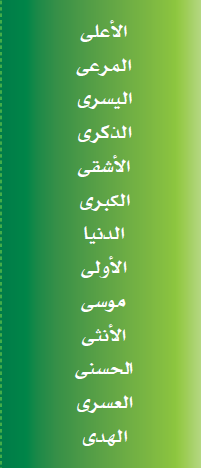 الأعلى
المرعى
اليسرى
الذكرى
الأشقى
الكبرى
الدنيا
الأولى
موسى
الأنثى
الحسنى
العسرى
الهدى